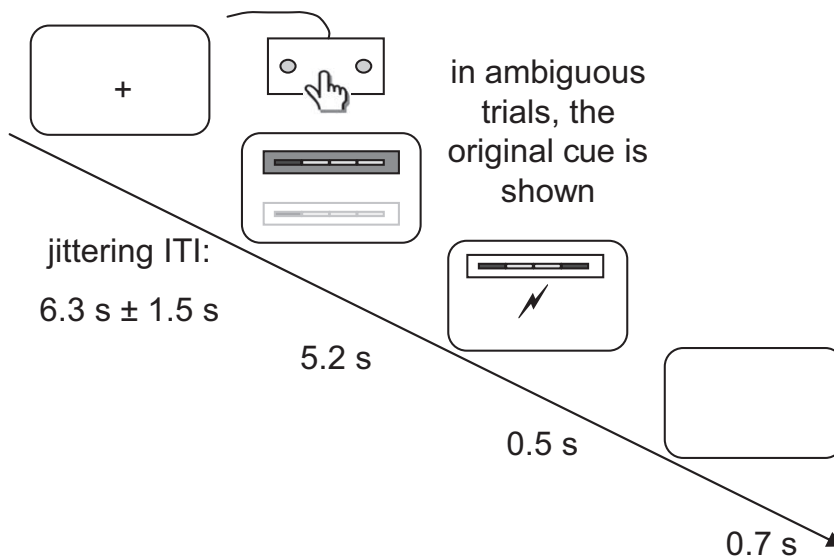 +
in ambiguous
trials, the
original cue is
shown
jittering ITI:
6.3 s ± 1.5 s
5.2 s
0.5 s
0.7 s